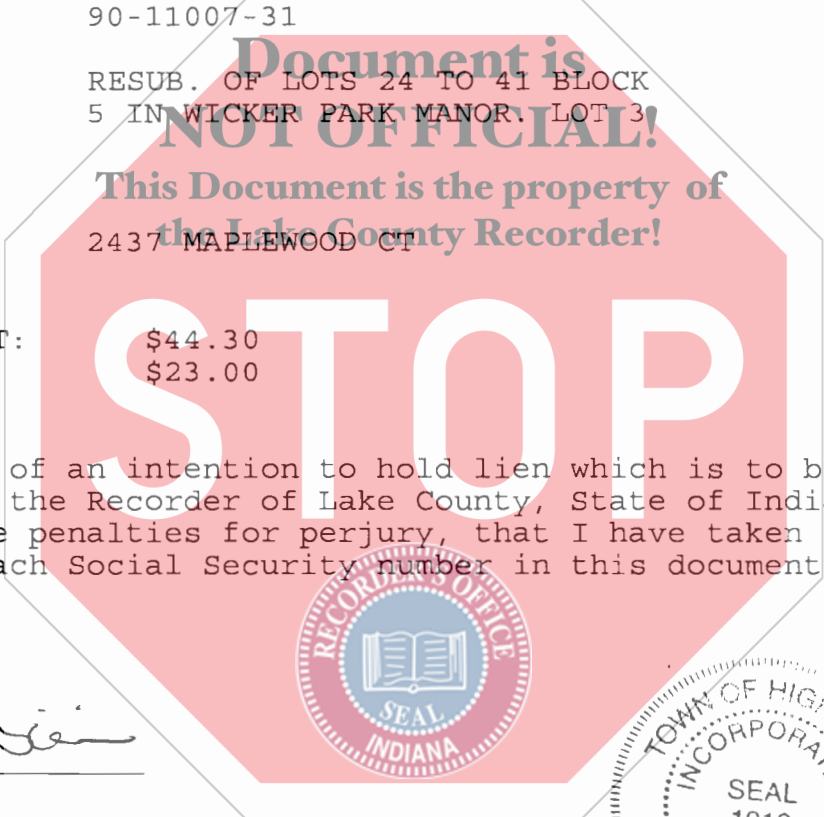 90-11007-31
Document is
RESUB. OF LOTS 24 TO 41 BLOCK
5 IN WICKER PARK MANOR. LOT 3
NOT OFFICIAL!
This Document is the property of
the Lake County Recorder!
2437 MAPLEWOOD CT
T: $44.30
$23.00
STOP
of an intention to hold lien which is to b
the Recorder of Lake County, State of Indi
e penalties for perjury, that I have taken
ach Social Security number in this document
RECORDER'S OFFICE
SEAL
INDIANA
TOWN OF HIG
INCORPORA
SEAL